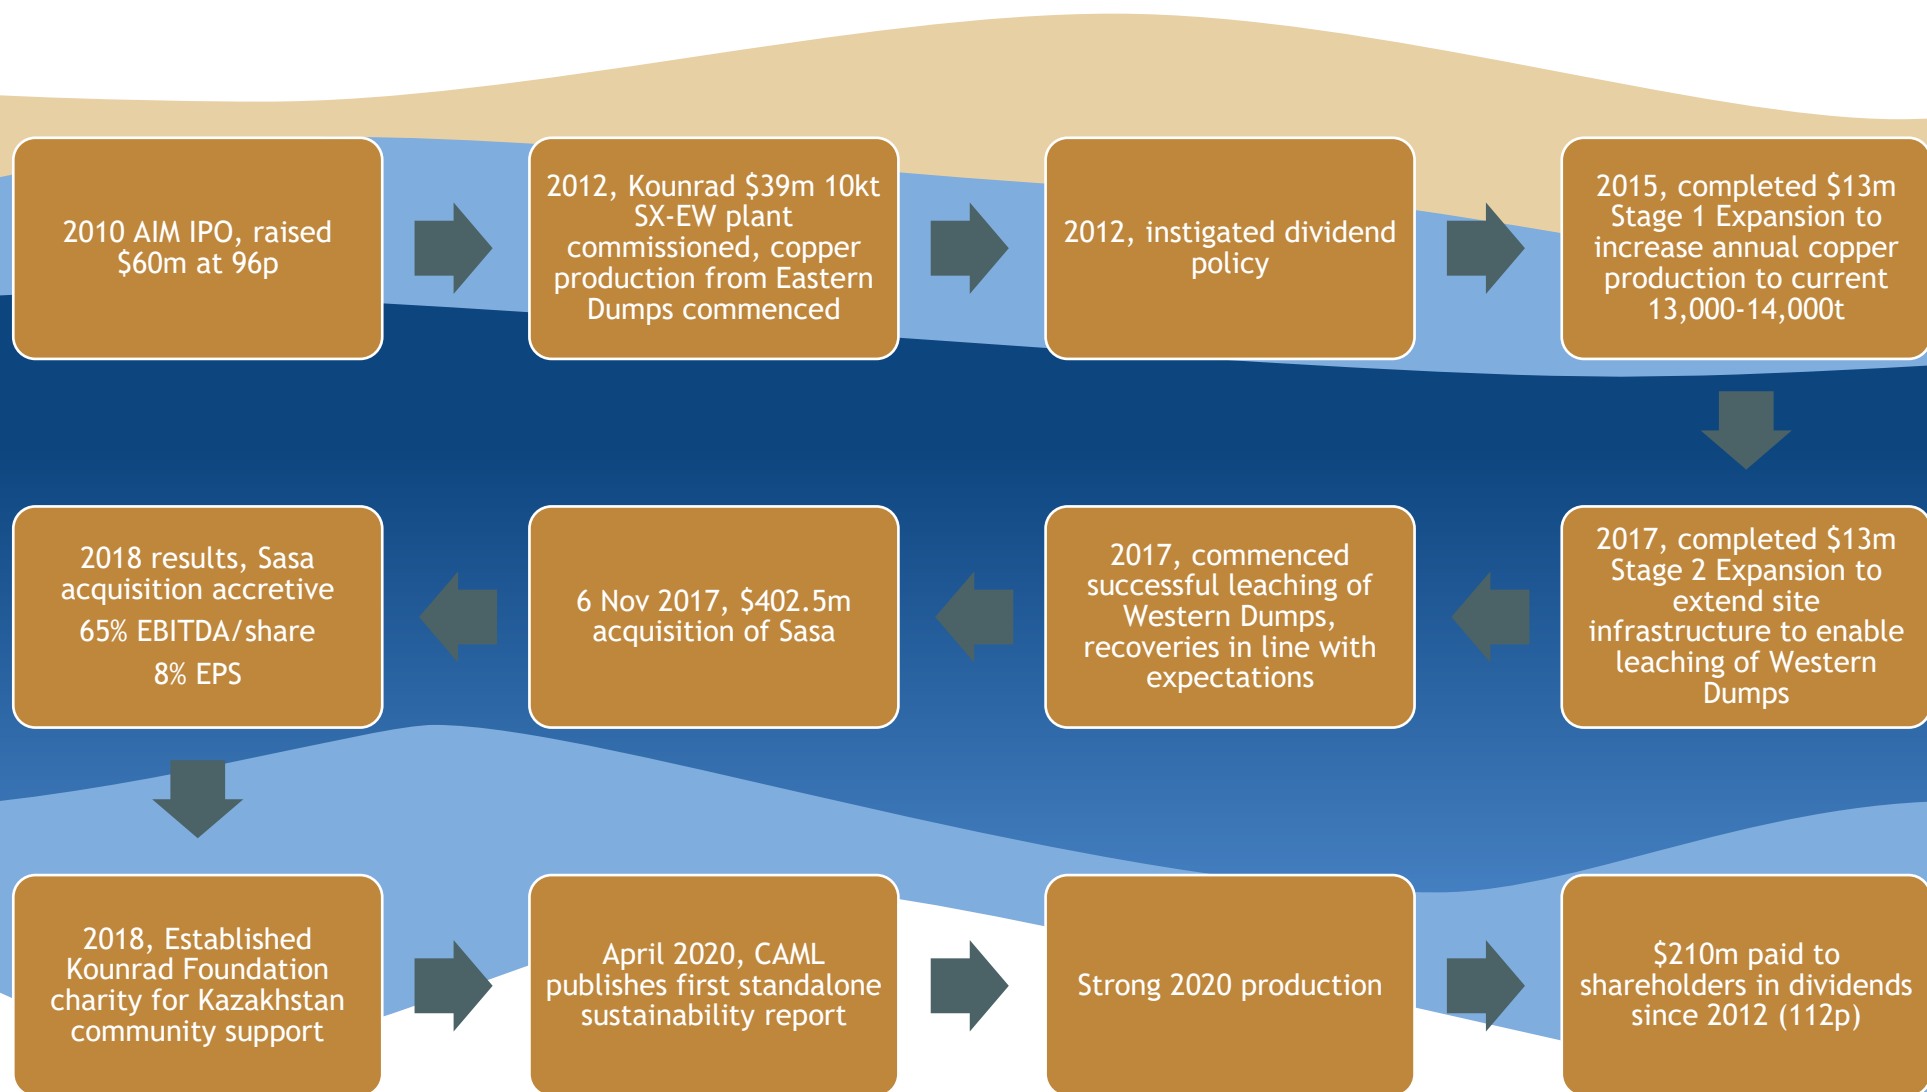 2010 AIM IPO, raised
$60m at 96p
2012, Kounrad $39m 10kt
SX-EW plant
commissioned, copper
production from Eastern
Dumps commenced
2012, instigated dividend
policy
2015, completed $13m
Stage 1 Expansion to
increase annual copper
production to current
13,000-14,000t
2017, completed $13m
Stage 2 Expansion to
extend site
infrastructure to enable
leaching of Western
Dumps
2017, commenced
successful leaching of
Western Dumps,
recoveries in line with
expectations
6 Nov 2017, $402.5m
acquisition of Sasa
2018 results, Sasa
acquisition accretive
65% EBITDA/share
8% EPS
2018, Established
Kounrad Foundation
charity for Kazakhstan
community support
April 2020, CAML
publishes first standalone
sustainability report
Strong 2020 production
$210m paid to
shareholders in dividends
since 2012 (112p)